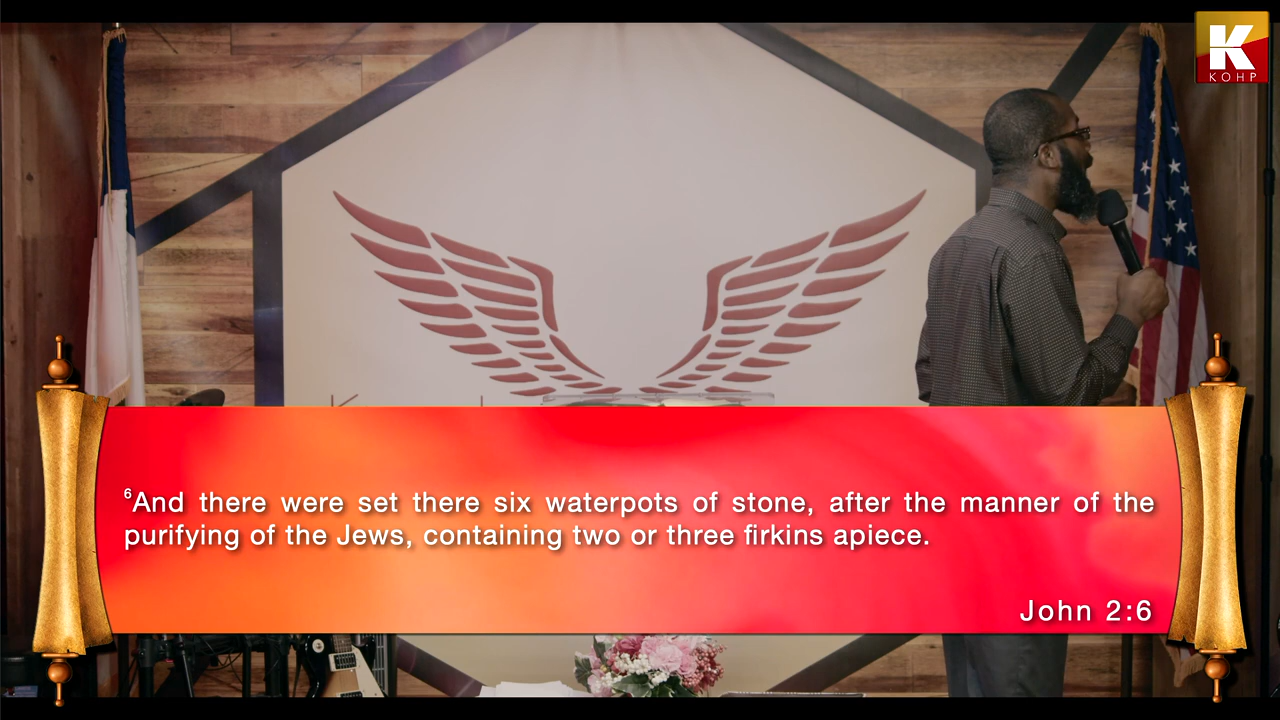 K
KOHP
⁶And there were set there six waterpots of stone, after the manner of the
purifying of the Jews, containing two or three firkins apiece.
John 2:6